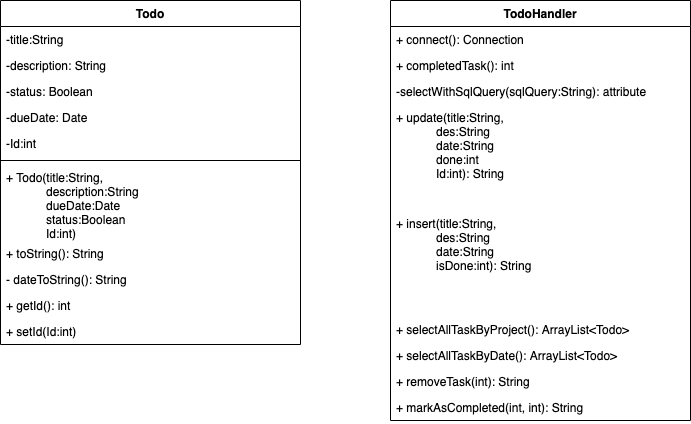 Todo
-title:String
-description: String
-status: Boolean
-dueDate: Date
-Id:int
+ Todo(title:String,
description:String
dueDate:Date
status:Boolean
Id:int)
+ toString(): String
- dateToString(): String
+ getId(): int
+ setId(Id:int)
TodoHandler
+ connect(): Connection
+ completedTask(): int
-selectWithSqlQuery(sqlQuery:String): attribute
+ update(title:String,
des:String
date:String
done:int
Id:int): String
+ insert(title:String,
des:String
date:String
isDone:int): String
+ selectAllTaskByProject(): ArrayList<Todo>
+ selectAllTaskByDate(): ArrayList<Todo>
+ removeTask(int): String
+ markAsCompleted(int, int): String